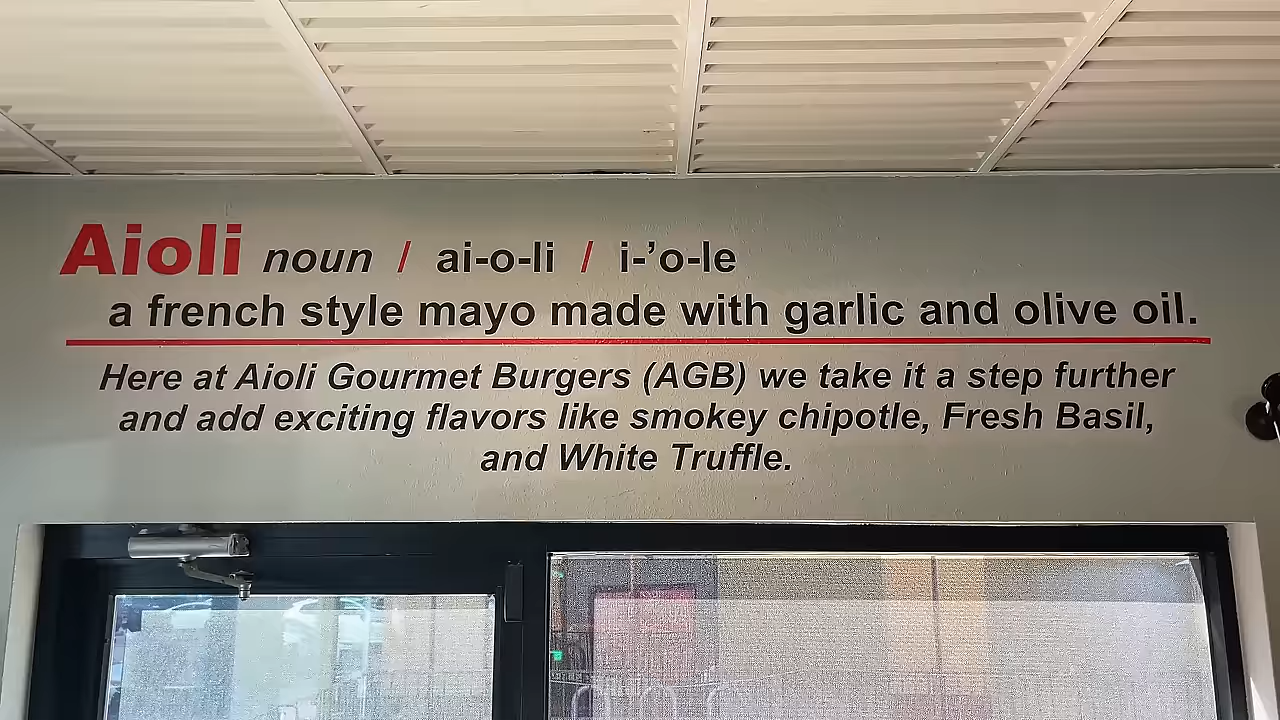 Aioli noun / ai-o-li / i-’o-le
a french style mayo made with garlic and olive oil.
Here at Aioli Gourmet Burgers (AGB) we take it a step further
and add exciting flavors like smokey chipotle, Fresh Basil,
and White Truffle.